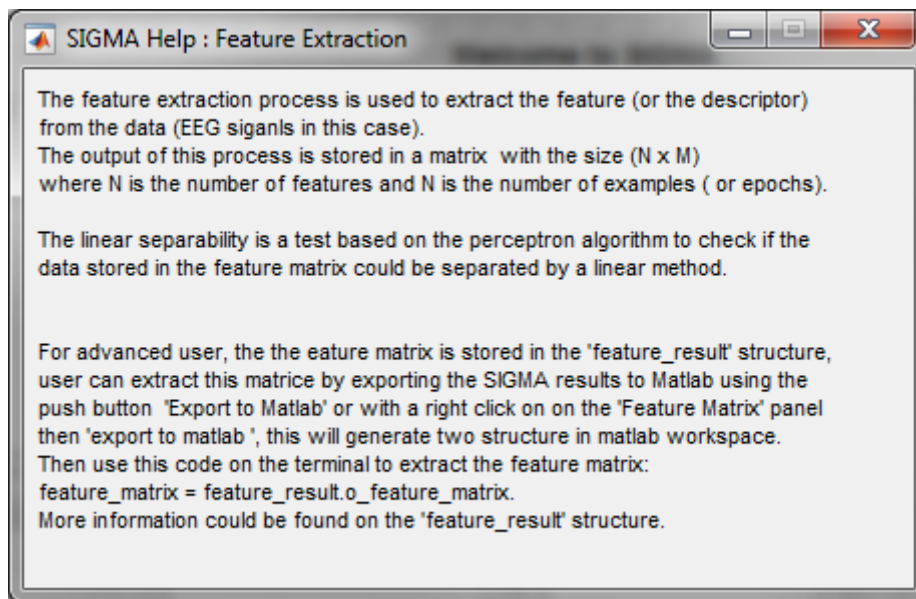 SIGMA Help : Feature Extraction
The feature extraction process is used to extract the feature (or the descriptor)
from the data (EEG siganls in this case).
The output of this process is stored in a matrix  with the size (N x M)
where N is the number of features and N is the number of examples ( or epochs).
The linear separability is a test based on the perceptron algorithm to check if the
data stored in the feature matrix could be separated by a linear method.
For advanced user, the the eature matrix is stored in the 'feature_result' structure,
user can extract this matrice by exporting the SIGMA results to Matlab using the
push button  'Export to Matlab' or with a right click on on the 'Feature Matrix' panel
then 'export to matlab ', this will generate two structure in matlab workspace.
Then use this code on the terminal to extract the feature matrix:
feature_matrix = feature_result.o_feature_matrix.
More information could be found on the 'feature_result' structure.